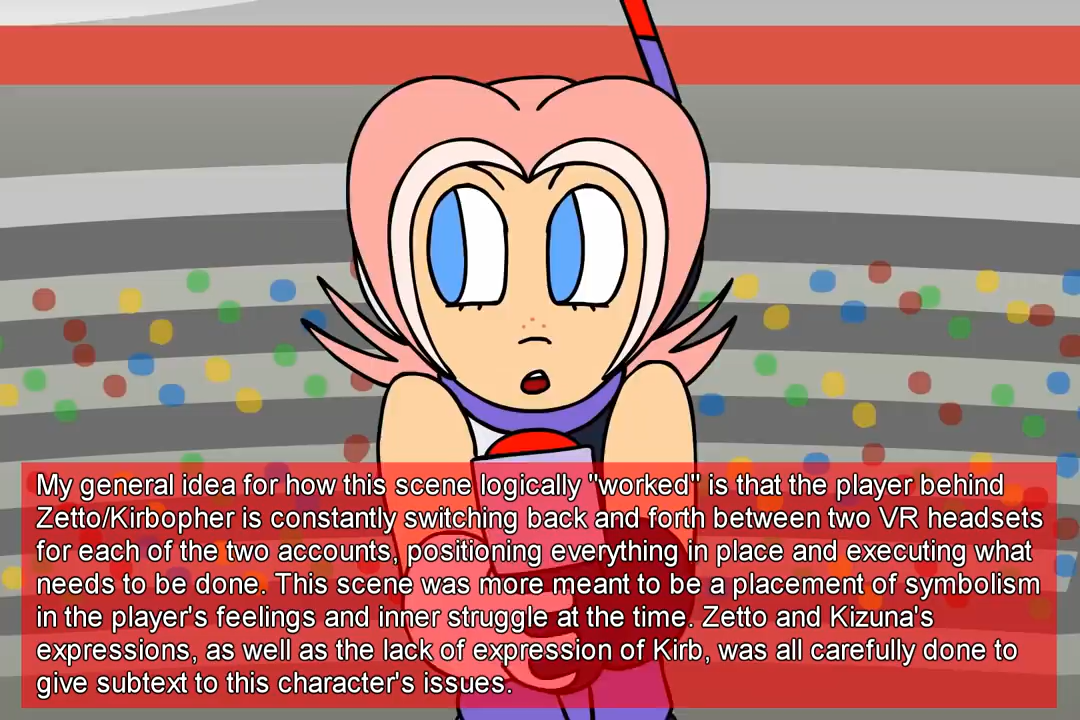 My general idea for how this scene logically "worked" is that the player behind
Zetto/Kirbopher is constantly switching back and forth between two VR headsets
for each of the two accounts, positioning everything in place and executing what
needs to be done. This scene was more meant to be a placement of symbolism
in the player's feelings and inner struggle at the time. Zetto and Kizuna's
expressions, as well as the lack of expression of Kirb, was all carefully done to
give subtext to this character's issues.